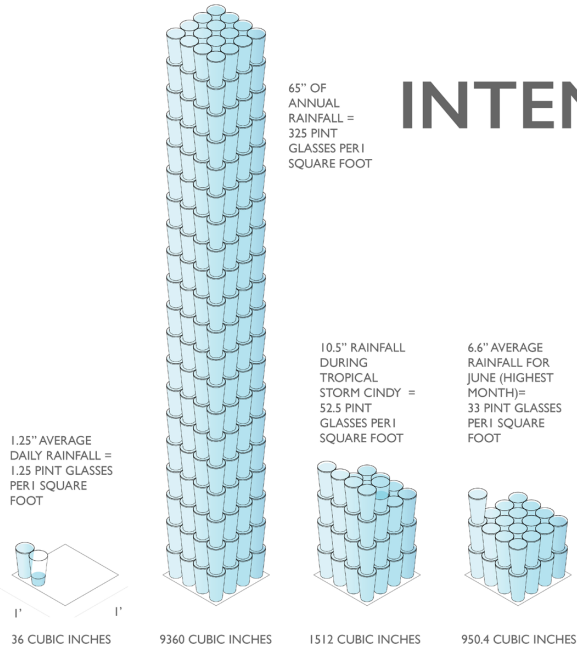 65” OF
ANNUAL
RAINFALL =
325 PINT
GLASSES PER1
SQUARE FOOT
INTEN
10.5” RAINFALL
DURING
TROPICAL
STORM CINDY =
52.5 PINT
GLASSES PER1
SQUARE FOOT
6.6” AVERAGE
RAINFALL FOR
JUNE (HIGHEST
MONTH)=
33 PINT GLASSES
PER1 SQUARE
FOOT
1.25” AVERAGE
DAILY RAINFALL =
1.25 PINT GLASSES
PER1 SQUARE
FOOT
1’
1’
36 CUBIC INCHES
9360 CUBIC INCHES
1512 CUBIC INCHES
950.4 CUBIC INCHES